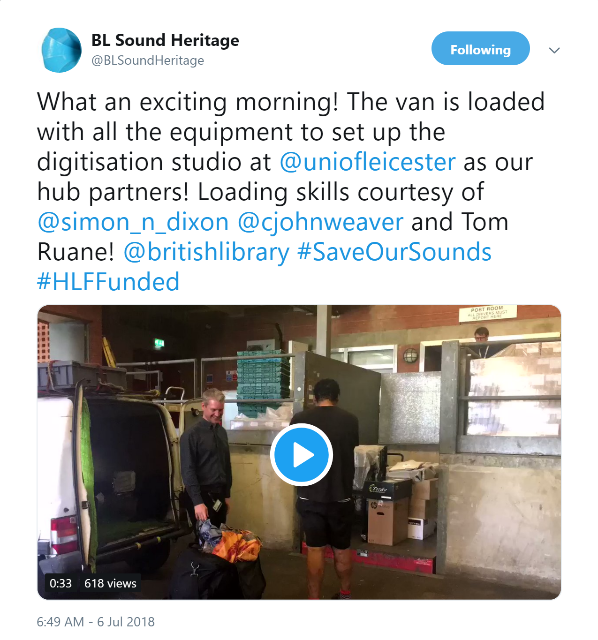 BL Sound Heritage
@BLSoundHeritage
Following
What an exciting morning! The van is loaded
with all the equipment to set up the
digitisation studio at @uniofleicester as our
hub partners! Loading skills courtesy of
@simon_n_dixon @cjohnweaver and Tom
Ruane! @britishlibrary #SaveOurSounds
#HLFFunded
POST ROOM
0:33 618 views
6:49 AM - 6 Jul 2018